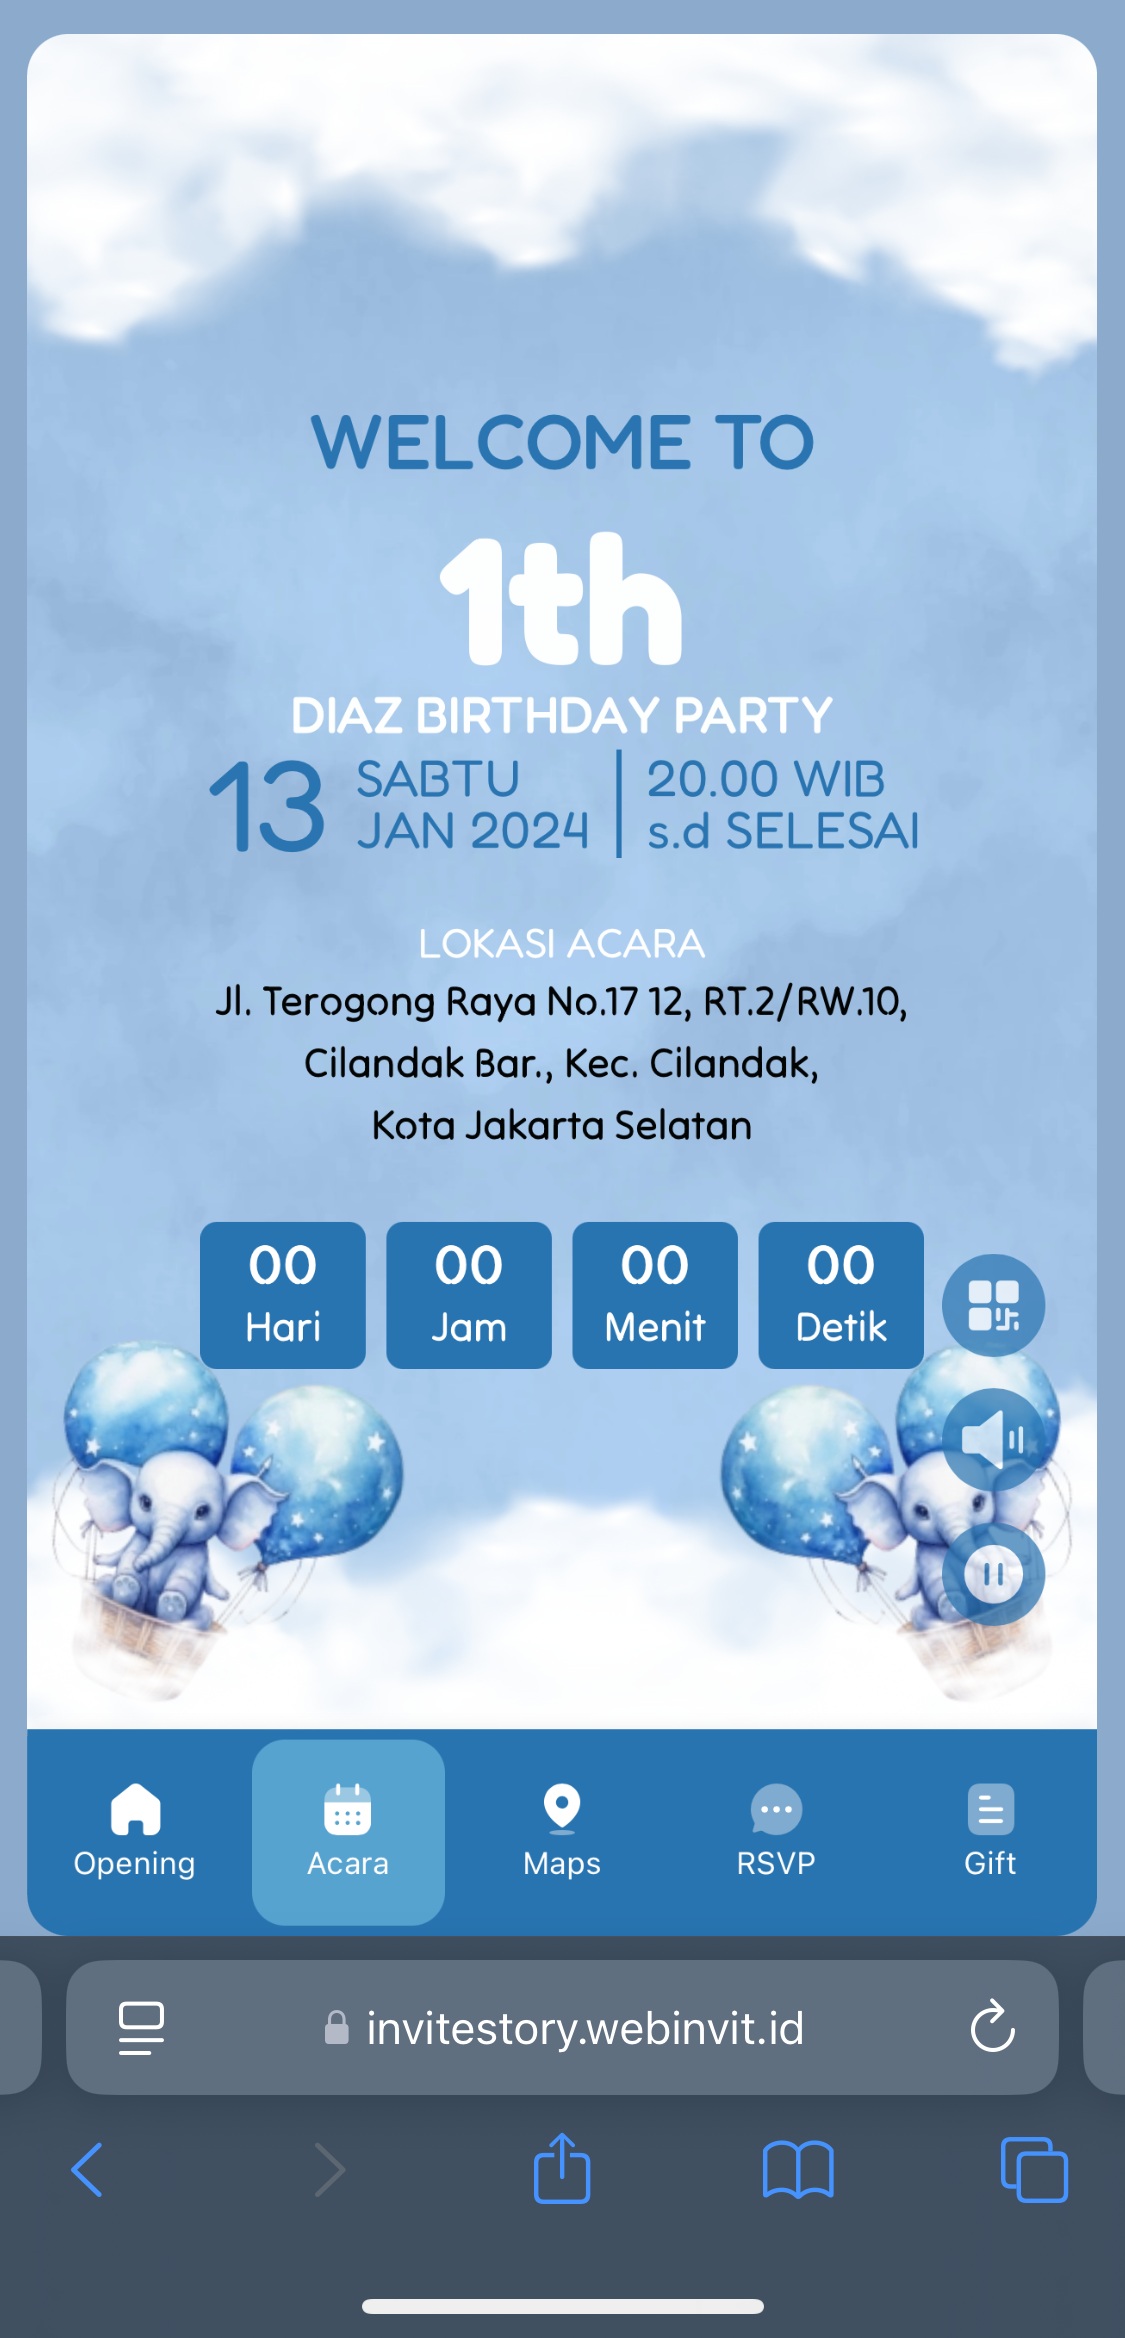 WELCOME TO
1th
DIAZ BIRTHDAY PARTY
13 SABTU JAN 2024
20.00 WIB s.d SELESAI
LOKASI ACARA
Jl. Terogong Raya No.17 12, RT.2/RW.10,
Cilandak Bar., Kec. Cilandak,
Kota Jakarta Selatan
00 00 00 00
Hari Jam Menit Detik
Opening Acara Maps RSVP Gift
invitestory.webinvit.id